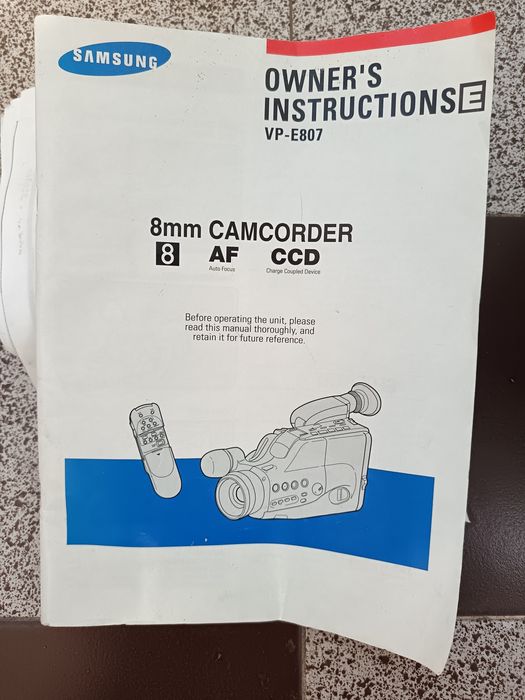 SAMSUNG
OWNER'S
INSTRUCTIONS E
VP-E807
8mm CAMCORDER
8 AF CCD
Auto Focus Charge Coupled Device
Before operating the unit, please
read this manual thoroughly, and
retain it for future reference.